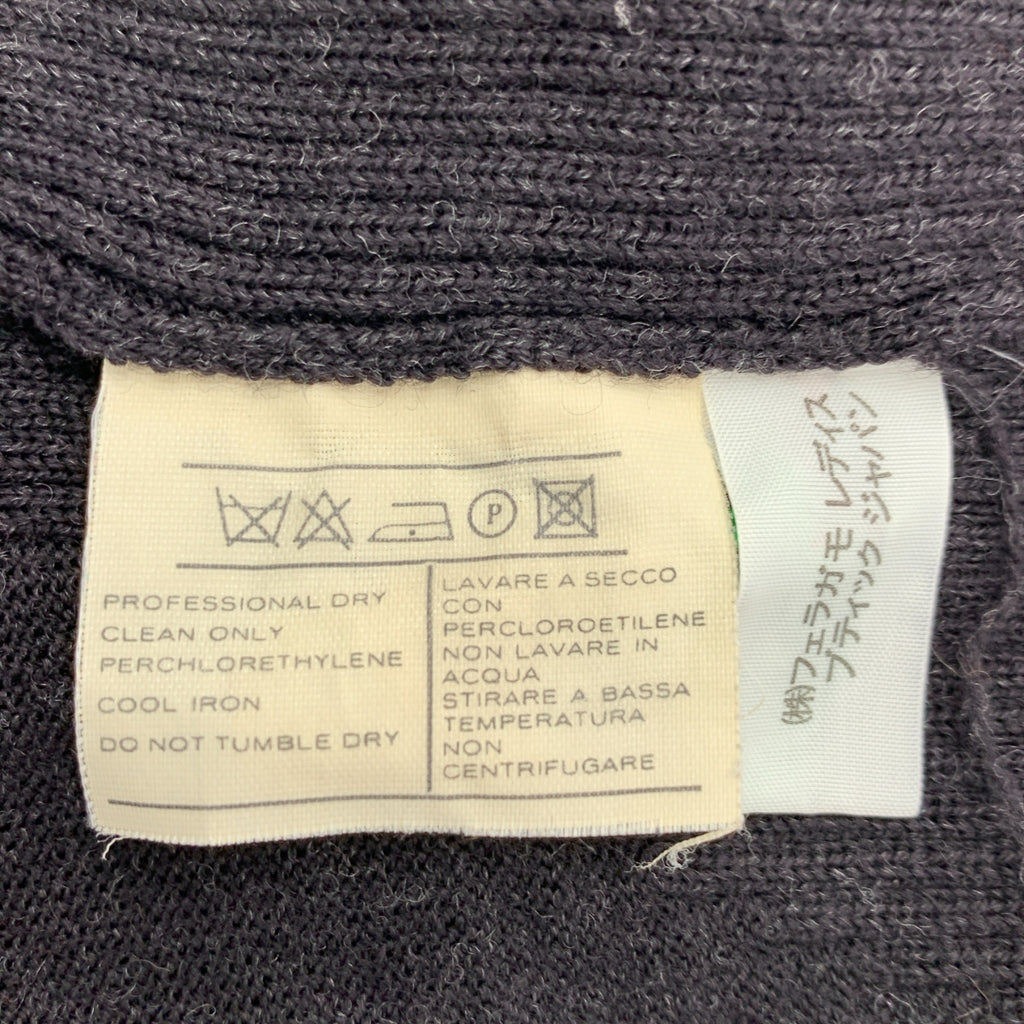 P
PROFESSIONAL DRY
CLEAN ONLY
PERCHLORETHYLENE
COOL IRON
DO NOT TUMBLE DRY
LAVARE A SECCO
CON
PERCLOROETILENE
NON LAVARE IN
ACQUA
STIRARE A BASSA
TEMPERATURA
NON
CENTRIFUGARE
㈱フェラガモ レデイス
ブティック ジャパン